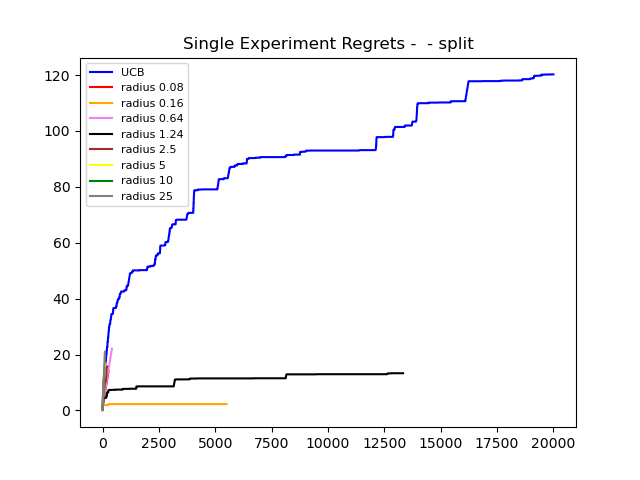 Single Experiment Regrets -  - split
UCB
radius 0.08
radius 0.16
radius 0.64
radius 1.24
radius 2.5
radius 5
radius 10
radius 25
120
100
80
60
40
20
0
0 2500 5000 7500 10000 12500 15000 17500 20000